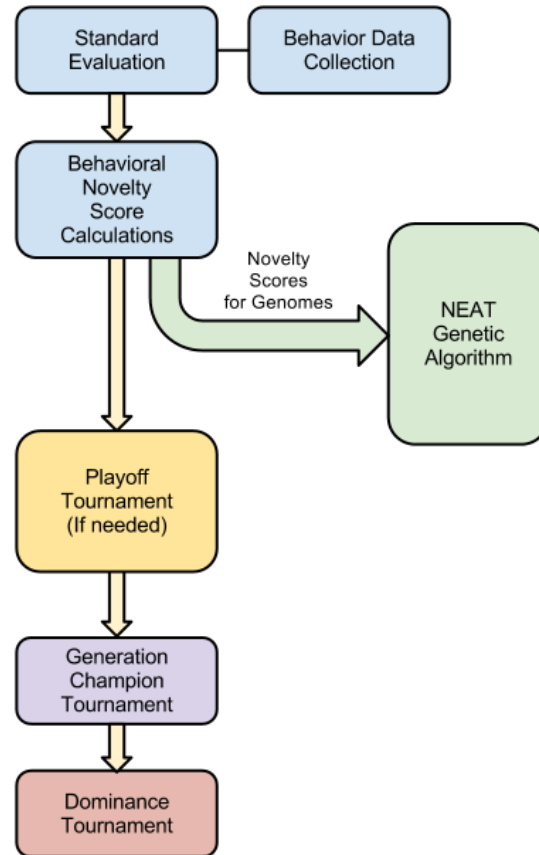 Standard
Evaluation
Behavior Data
Collection
Behavioral
Novelty
Score
Calculations
Novelty
Scores
for Genomes
NEAT
Genetic
Algorithm
Playoff
Tournament
(If needed)
Generation
Champion
Tournament
Dominance
Tournament